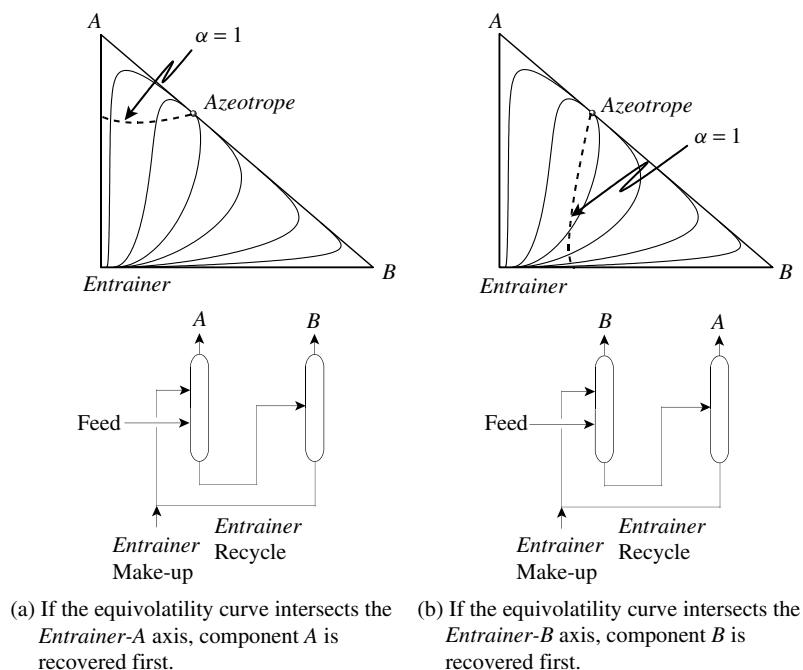 A
α = 1
Azeotrope
Entrainer
B
A
α = 1
Azeotrope
Entrainer
B
A
B
Feed
Entrainer
Make-up
Entrainer
Recycle
B
A
Feed
Entrainer
Make-up
Entrainer
Recycle
(a) If the equivolatility curve intersects the
Entrainer-A axis, component A is
recovered first.
(b) If the equivolatility curve intersects the
Entrainer-B axis, component B is
recovered first.